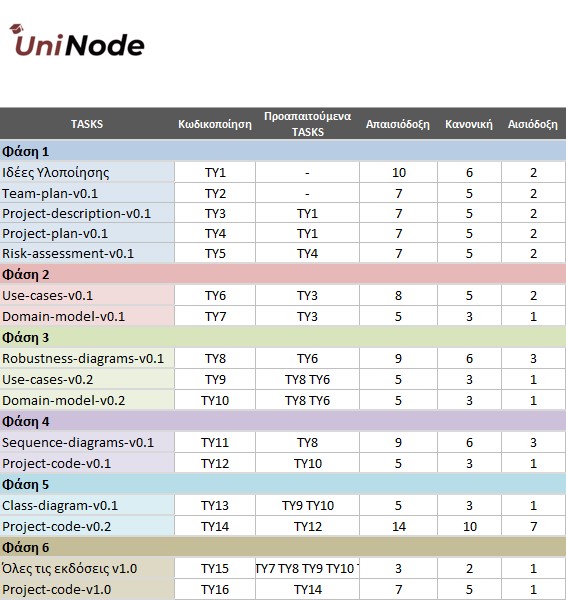 UniNode
TASKS Κωδικοποίηση Προαπαιτούμενα TASKS Απαισιόδοξη Κανονική Αισιόδοξη
Φάση 1
Ιδέες Υλοποίησης TY1 - 10 6 2
Team-plan-v0.1 TY2 - 7 5 2
Project-description-v0.1 TY3 TY1 7 5 2
Project-plan-v0.1 TY4 TY1 7 5 2
Risk-assessment-v0.1 TY5 TY4 7 5 2
Φάση 2
Use-cases-v0.1 TY6 TY3 8 5 2
Domain-model-v0.1 TY7 TY3 5 3 1
Φάση 3
Robustness-diagrams-v0.1 TY8 TY6 9 6 3
Use-cases-v0.2 TY9 TY8 TY6 5 3 1
Domain-model-v0.2 TY10 TY8 TY6 5 3 1
Φάση 4
Sequence-diagrams-v0.1 TY11 TY8 9 6 3
Project-code-v0.1 TY12 TY10 5 3 1
Φάση 5
Class-diagram-v0.1 TY13 TY9 TY10 5 3 1
Project-code-v0.2 TY14 TY12 14 10 7
Φάση 6
Όλες τις εκδόσεις v1.0 TY15 TY7 TY8 TY9 TY10 3 2 1
Project-code-v1.0 TY16 TY14 7 5 1